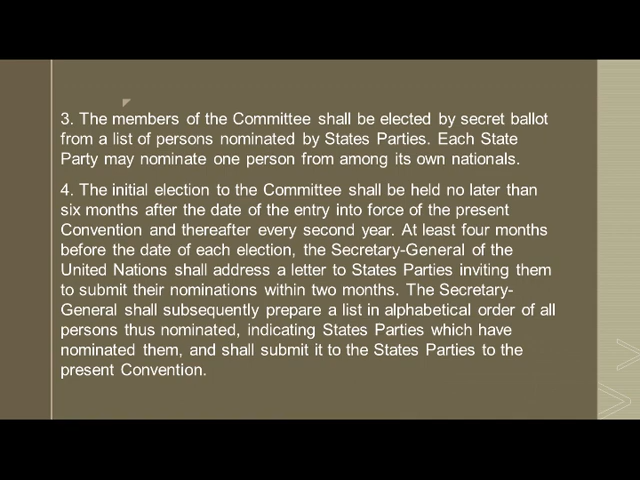 3. The members of the Committee shall be elected by secret ballot
from a list of persons nominated by States Parties. Each State
Party may nominate one person from among its own nationals.
4. The initial election to the Committee shall be held no later than
six months after the date of the entry into force of the present
Convention and thereafter every second year. At least four months
before the date of each election, the Secretary-General of the
United Nations shall address a letter to States Parties inviting them
to submit their nominations within two months. The Secretary-
General shall subsequently prepare a list in alphabetical order of all
persons thus nominated, indicating States Parties which have
nominated them, and shall submit it to the States Parties to the
present Convention.